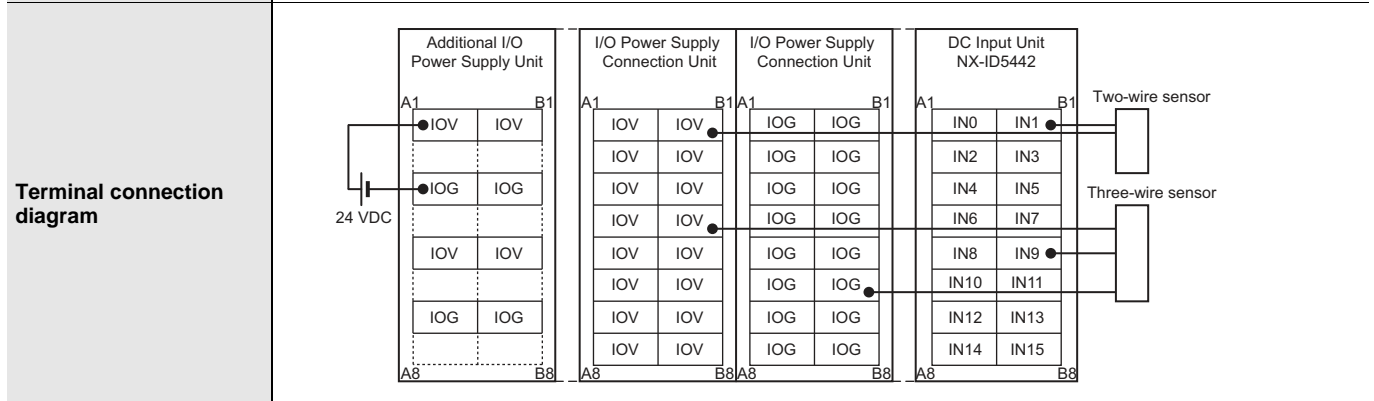 Terminal connection
diagram
Additional I/O
Power Supply Unit
I/O Power Supply
Connection Unit
I/O Power Supply
Connection Unit
DC Input Unit
NX-ID5442
A1 B1 A1 B1 A1 B1 A1 B1
Two-wire sensor
IOV IOV IOV IOV IOG IOG IN0 IN1
IOV IOV IOG IOG IN2 IN3
IOG IOG IOV IOV IOG IOG IN4 IN5
Three-wire sensor
24 VDC
IOV IOV IOG IOG IN6 IN7
IOV IOV IOV IOV IOG IOG IN8 IN9
IOV IOV IOG IOG IN10 IN11
IOG IOG IOV IOV IOG IOG IN12 IN13
IOV IOV IOG IOG IN14 IN15
A8 B8 A8 B8 A8 B8 A8 B8